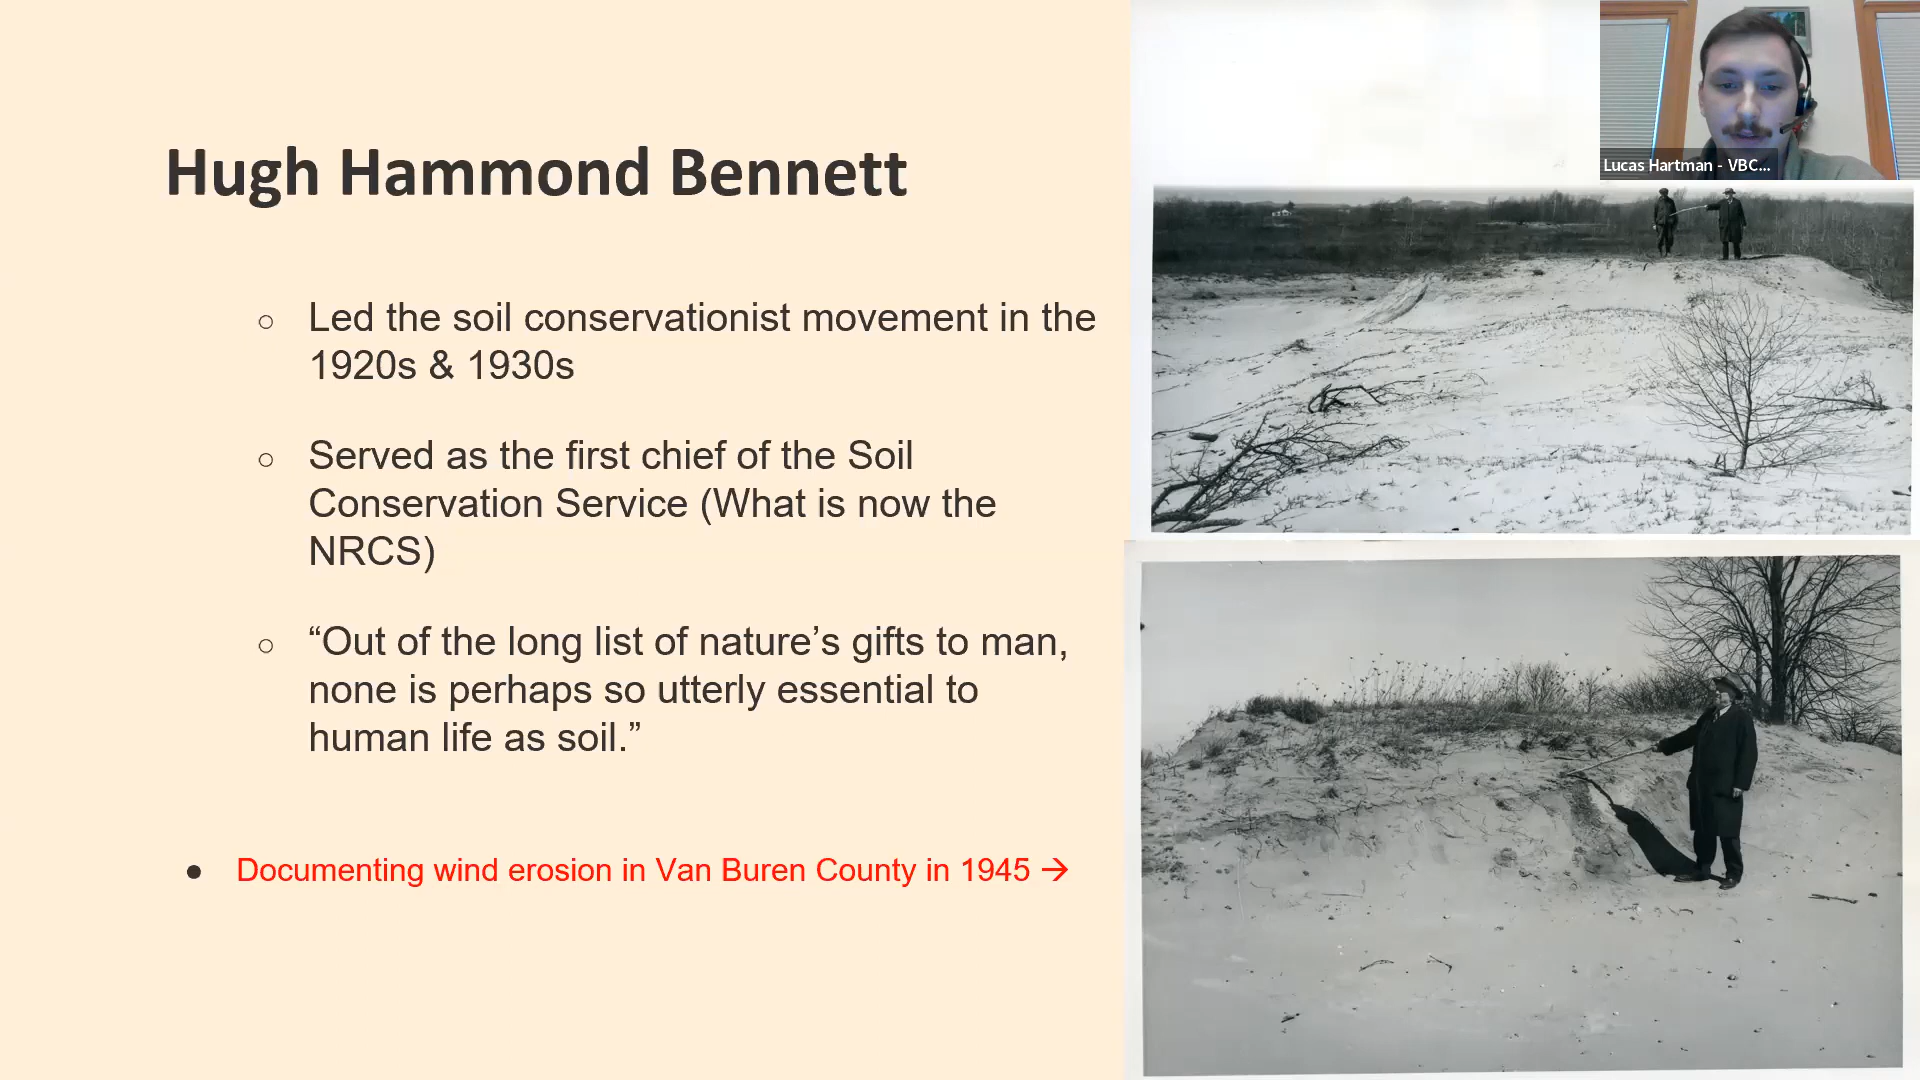 Hugh Hammond Bennett
Lucas Hartman - VBC...
○ Led the soil conservationist movement in the
1920s & 1930s
○ Served as the first chief of the Soil
Conservation Service (What is now the
NRCS)
○ “Out of the long list of nature’s gifts to man,
none is perhaps so utterly essential to
human life as soil.”
● Documenting wind erosion in Van Buren County in 1945 →